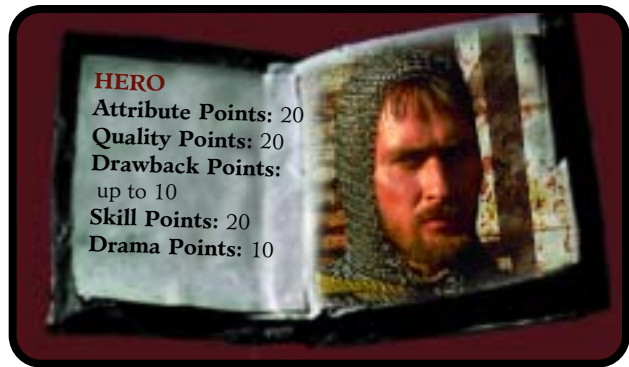 HERO
Attribute Points: 20
Quality Points: 20
Drawback Points:
up to 10
Skill Points: 20
Drama Points: 10